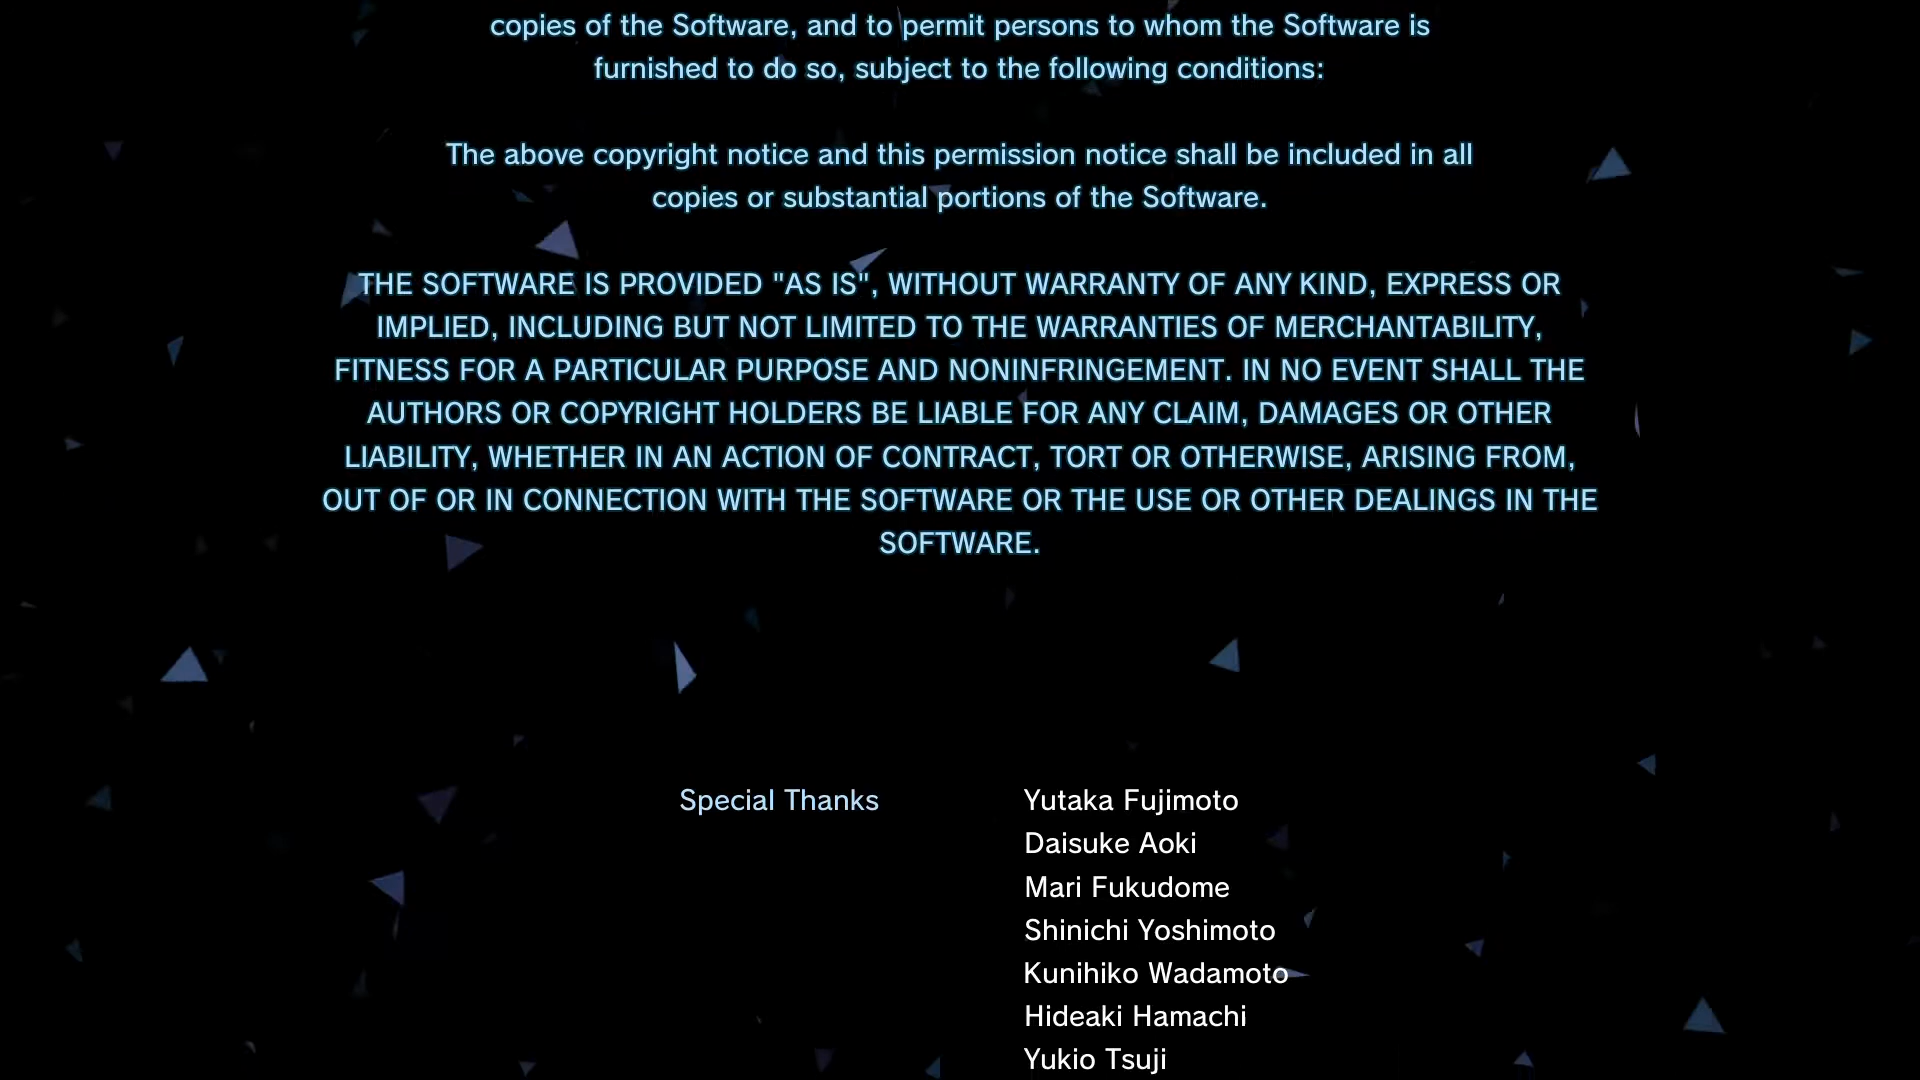 copies of the Software, and to permit persons to whom the Software is
furnished to do so, subject to the following conditions:
The above copyright notice and this permission notice shall be included in all
copies or substantial portions of the Software.
THE SOFTWARE IS PROVIDED "AS IS", WITHOUT WARRANTY OF ANY KIND, EXPRESS OR
IMPLIED, INCLUDING BUT NOT LIMITED TO THE WARRANTIES OF MERCHANTABILITY,
FITNESS FOR A PARTICULAR PURPOSE AND NONINFRINGEMENT. IN NO EVENT SHALL THE
AUTHORS OR COPYRIGHT HOLDERS BE LIABLE FOR ANY CLAIM, DAMAGES OR OTHER
LIABILITY, WHETHER IN AN ACTION OF CONTRACT, TORT OR OTHERWISE, ARISING FROM,
OUT OF OR IN CONNECTION WITH THE SOFTWARE OR THE USE OR OTHER DEALINGS IN THE
SOFTWARE.
Special Thanks Yutaka Fujimoto
Daisuke Aoki
Mari Fukudome
Shinichi Yoshimoto
Kunihiko Wadamoto
Hideaki Hamachi
Yukio Tsuji